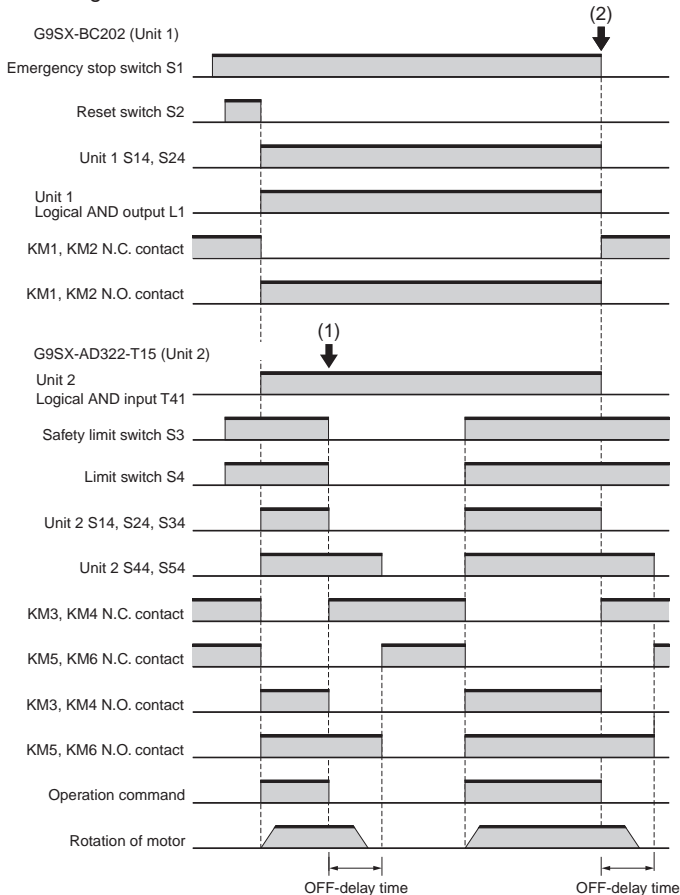 (2)
G9SX-BC202 (Unit 1)
Emergency stop switch S1
Reset switch S2
Unit 1 S14, S24
Unit 1
Logical AND output L1
KM1, KM2 N.C. contact
KM1, KM2 N.O. contact
(1)
G9SX-AD322-T15 (Unit 2)
Unit 2
Logical AND input T41
Safety limit switch S3
Limit switch S4
Unit 2 S14, S24, S34
Unit 2 S44, S54
KM3, KM4 N.C. contact
KM5, KM6 N.C. contact
KM3, KM4 N.O. contact
KM5, KM6 N.O. contact
Operation command
Rotation of motor
OFF-delay time OFF-delay time